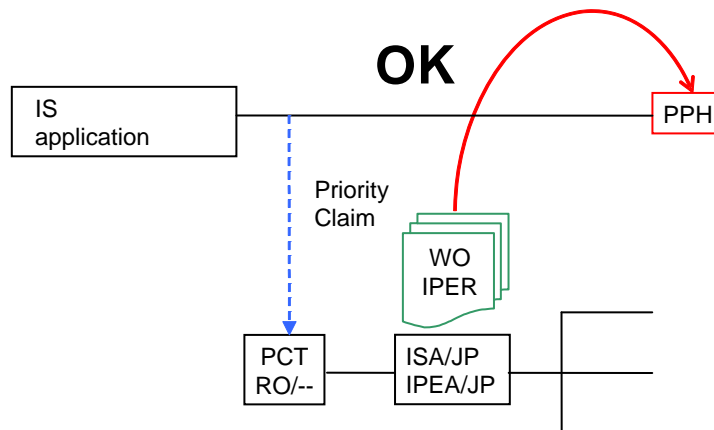 OK
IS
application
PPH
Priority
Claim
WO
IPER
PCT
RO/--
ISA/JP
IPEA/JP